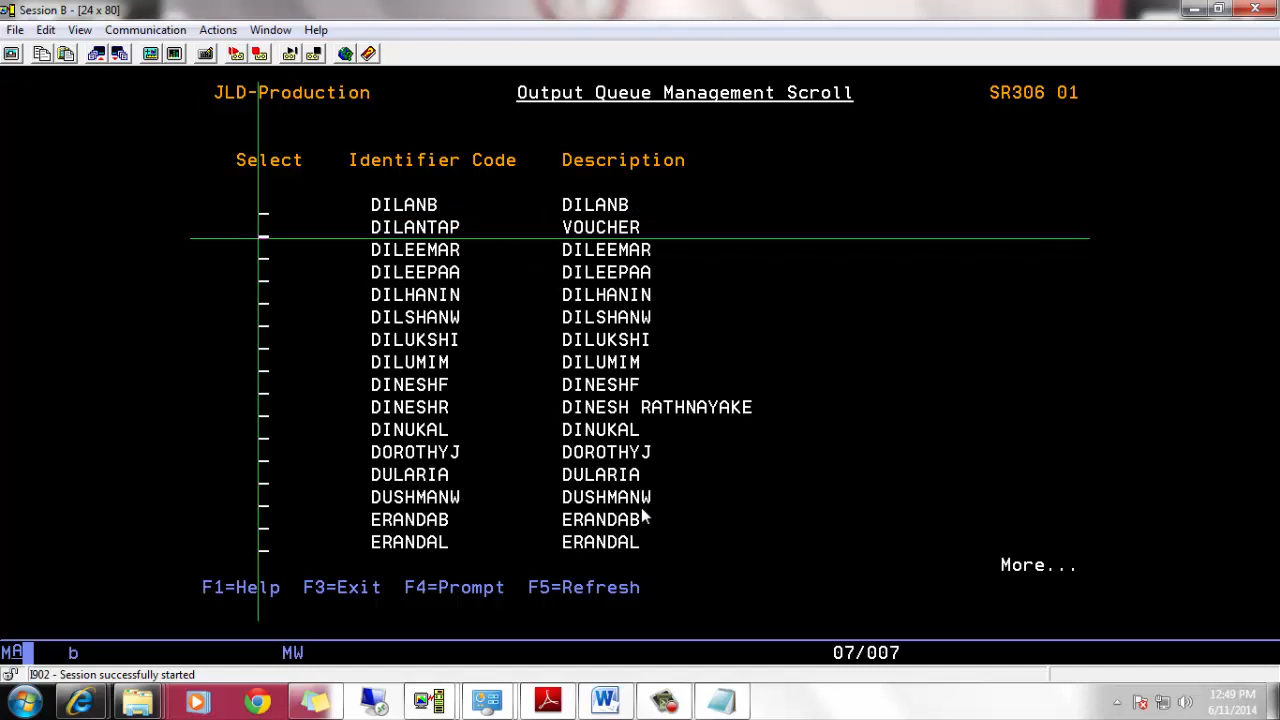 Session B - [24 x 80]
File Edit View Communication Actions Window Help
JLD-Production Output Queue Management Scroll SR306 01
Select Identifier Code Description
_ DILANB DILANB
_ DILANTAP VOUCHER
_ DILEEMAR DILEEMAR
_ DILEEPAA DILEEPAA
_ DILHANIN DILHANIN
_ DILSHANW DILSHANW
_ DILUKSHI DILUKSHI
_ DILUMIM DILUMIM
_ DINESHF DINESHF
_ DINESHR DINESH RATHNAYAKE
_ DINUKAL DINUKAL
_ DOROTHYJ DOROTHYJ
_ DULARIA DULARIA
_ DUSHMANW DUSHMANW
_ ERANDAB ERANDAB
_ ERANDAL ERANDAL
More...
F1=Help F3=Exit F4=Prompt F5=Refresh
MA b MW 07/007
I902 - Session successfully started
12:49 PM
6/11/2014